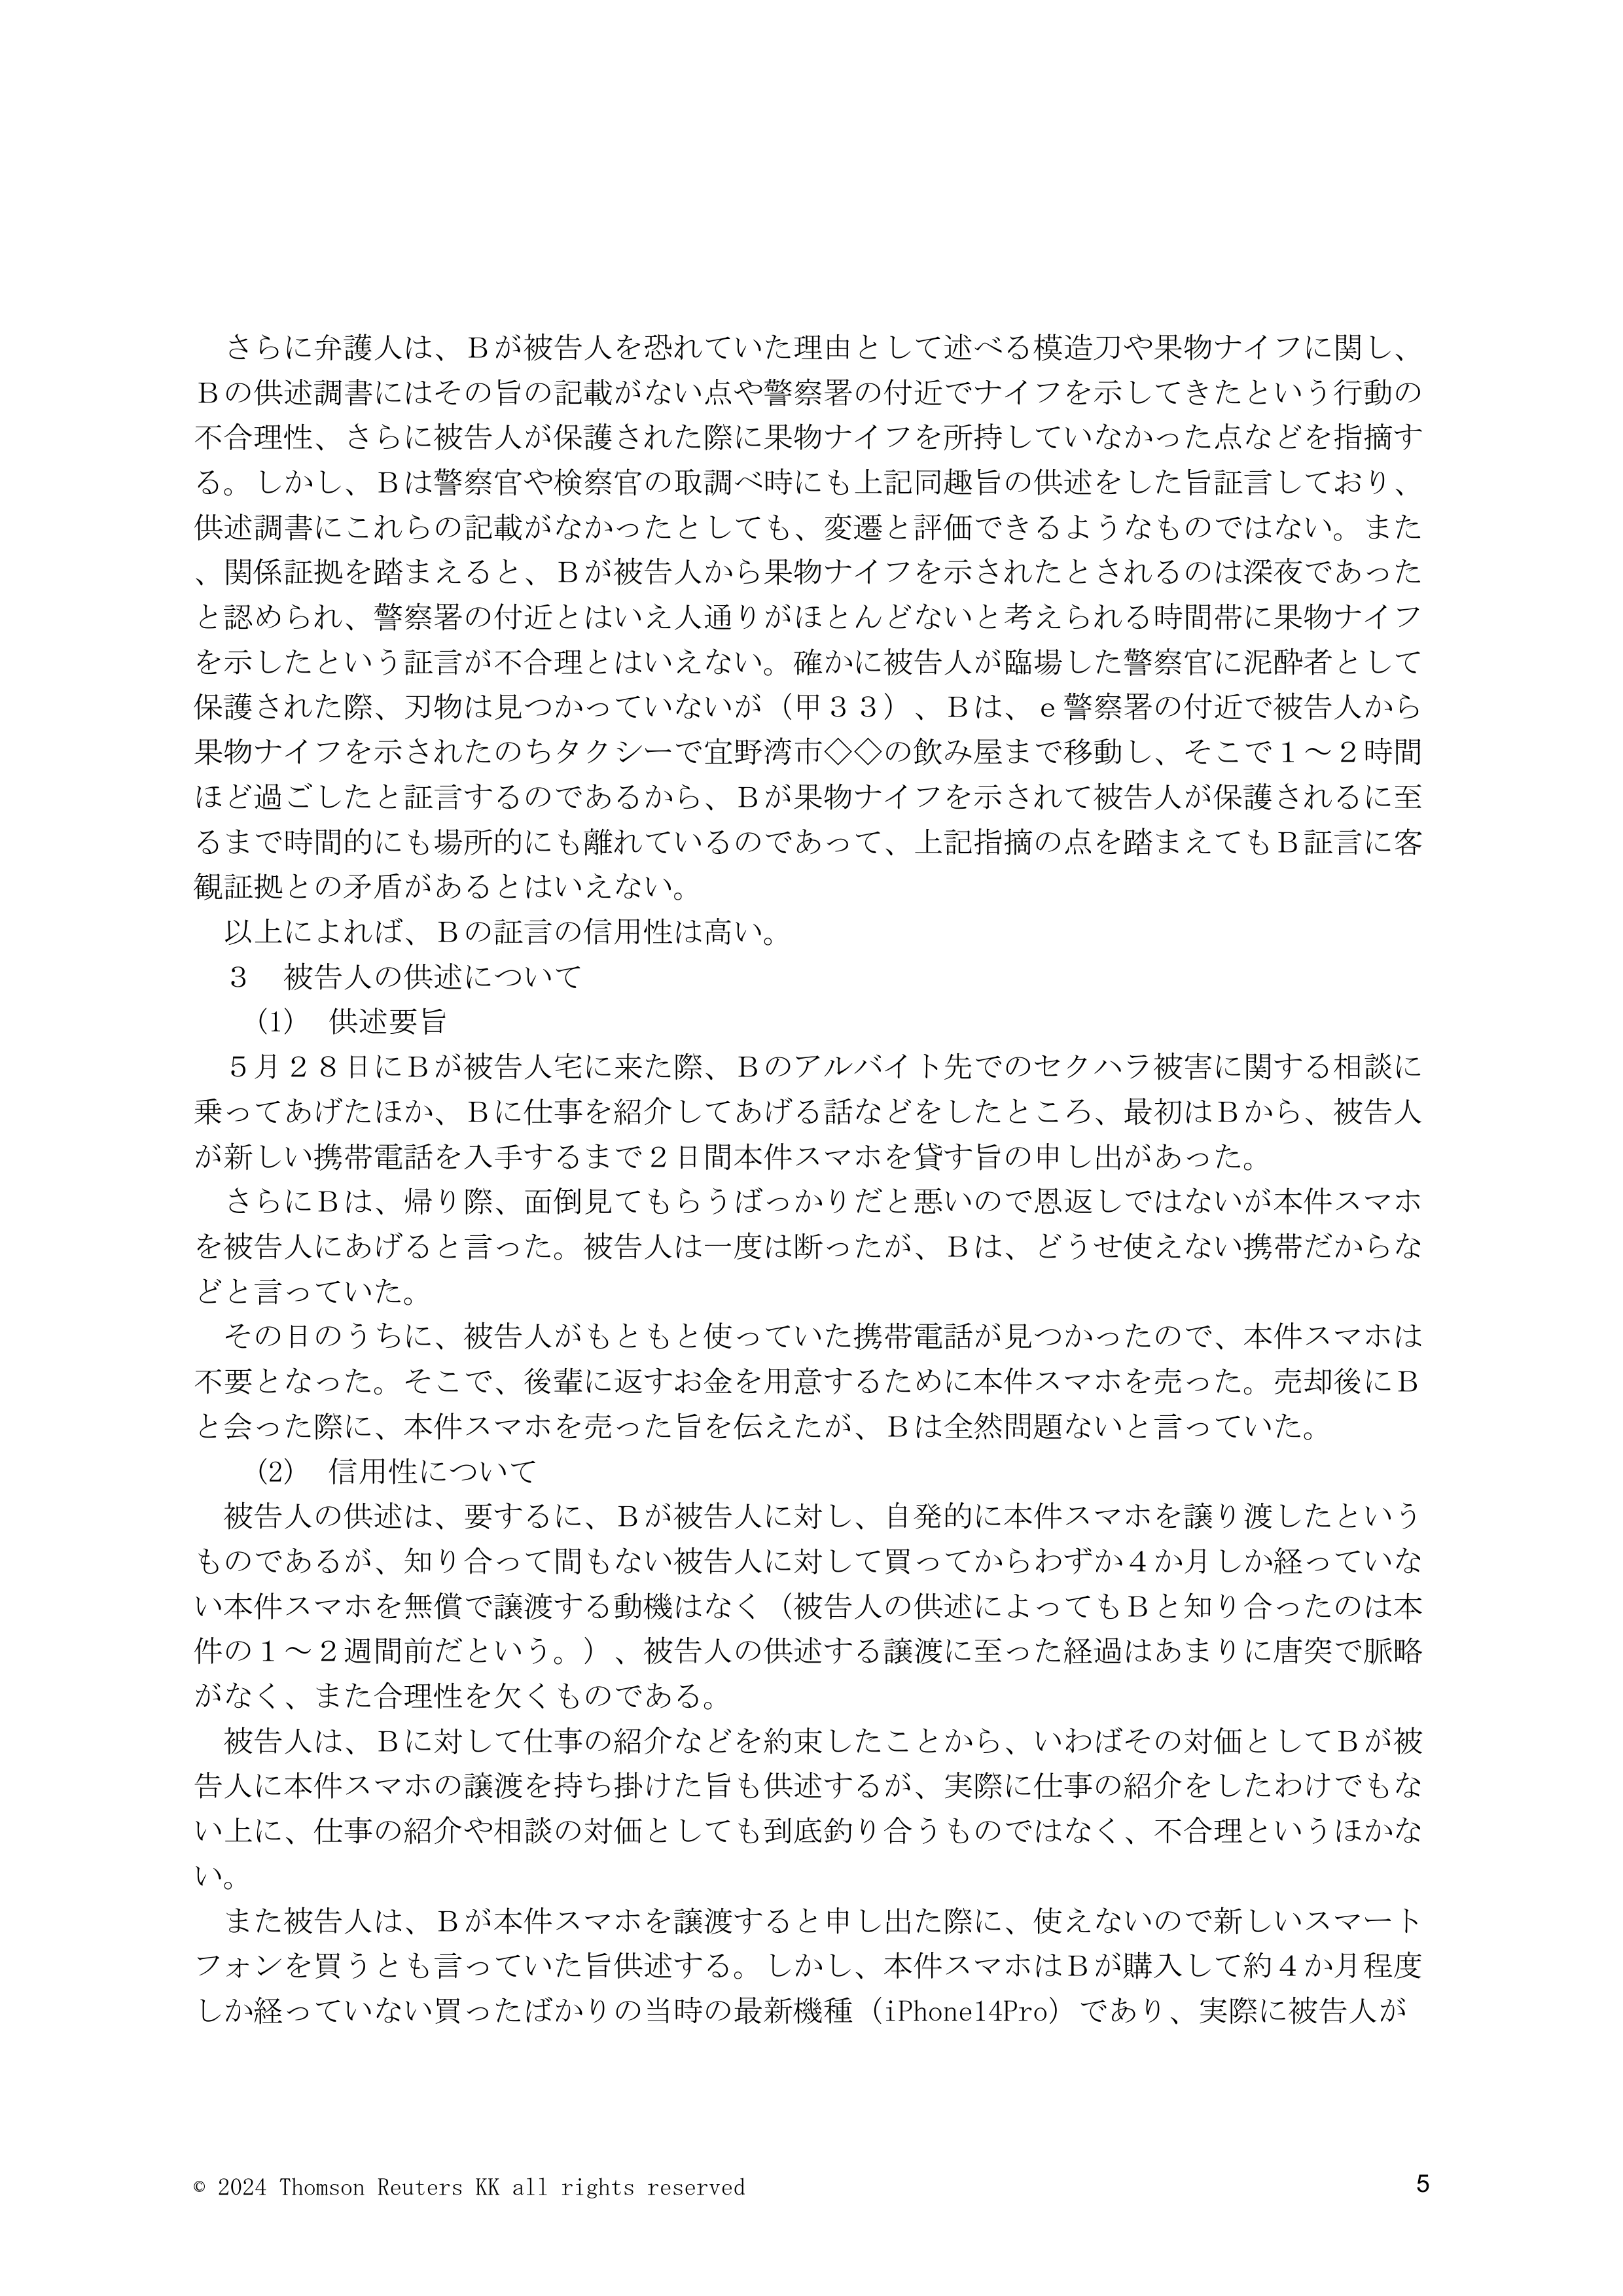 さらに弁護人は、Ｂが被告人を恐れていた理由として述べる模造刀や果物ナイフに関し、
Ｂの供述調書にはその旨の記載がない点や警察署の付近でナイフを示してきたという行動の
不合理性、さらに被告人が保護された際に果物ナイフを所持していなかった点などを指摘す
る。しかし、Ｂは警察官や検察官の取調べ時にも上記同趣旨の供述をした旨証言しており、
供述調書にこれらの記載がなかったとしても、変遷と評価できるようなものではない。また
、関係証拠を踏まえると、Ｂが被告人から果物ナイフを示されたとされるのは深夜であった
と認められ、警察署の付近とはいえ人通りがほとんどないと考えられる時間帯に果物ナイフ
を示したという証言が不合理とはいえない。確かに被告人が臨場した警察官に泥酔者として
保護された際、刃物は見つかっていないが（甲３３）、Ｂは、ｅ警察署の付近で被告人から
果物ナイフを示されたのちタクシーで宜野湾市◇◇の飲み屋まで移動し、そこで１～２時間
ほど過ごしたと証言するのであるから、Ｂが果物ナイフを示されて被告人が保護されるに至
るまで時間的にも場所的にも離れているのであって、上記指摘の点を踏まえてもＢ証言に客
観証拠との矛盾があるとはいえない。
　以上によれば、Ｂの証言の信用性は高い。
　３　被告人の供述について
　　(1)　供述要旨
　５月２８日にＢが被告人宅に来た際、Ｂのアルバイト先でのセクハラ被害に関する相談に
乗ってあげたほか、Ｂに仕事を紹介してあげる話などをしたところ、最初はＢから、被告人
が新しい携帯電話を入手するまで２日間本件スマホを貸す旨の申し出があった。
　さらにＢは、帰り際、面倒見てもらうばっかりだと悪いので恩返しではないが本件スマホ
を被告人にあげると言った。被告人は一度は断ったが、Ｂは、どうせ使えない携帯だからな
どと言っていた。
　その日のうちに、被告人がもともと使っていた携帯電話が見つかったので、本件スマホは
不要となった。そこで、後輩に返すお金を用意するために本件スマホを売った。売却後にＢ
と会った際に、本件スマホを売った旨を伝えたが、Ｂは全然問題ないと言っていた。
　　(2)　信用性について
　被告人の供述は、要するに、Ｂが被告人に対し、自発的に本件スマホを譲り渡したという
ものであるが、知り合って間もない被告人に対して買ってからわずか４か月しか経っていな
い本件スマホを無償で譲渡する動機はなく（被告人の供述によってもＢと知り合ったのは本
件の１～２週間前だという。）、被告人の供述する譲渡に至った経過はあまりに唐突で脈略
がなく、また合理性を欠くものである。
　被告人は、Ｂに対して仕事の紹介などを約束したことから、いわばその対価としてＢが被
告人に本件スマホの譲渡を持ち掛けた旨も供述するが、実際に仕事の紹介をしたわけでもな
い上に、仕事の紹介や相談の対価としても到底釣り合うものではなく、不合理というほかな
い。
　また被告人は、Ｂが本件スマホを譲渡すると申し出た際に、使えないので新しいスマート
フォンを買うとも言っていた旨供述する。しかし、本件スマホはＢが購入して約４か月程度
しか経っていない買ったばかりの当時の最新機種（iPhone14Pro）であり、実際に被告人が
© 2024 Thomson Reuters KK all rights reserved
5